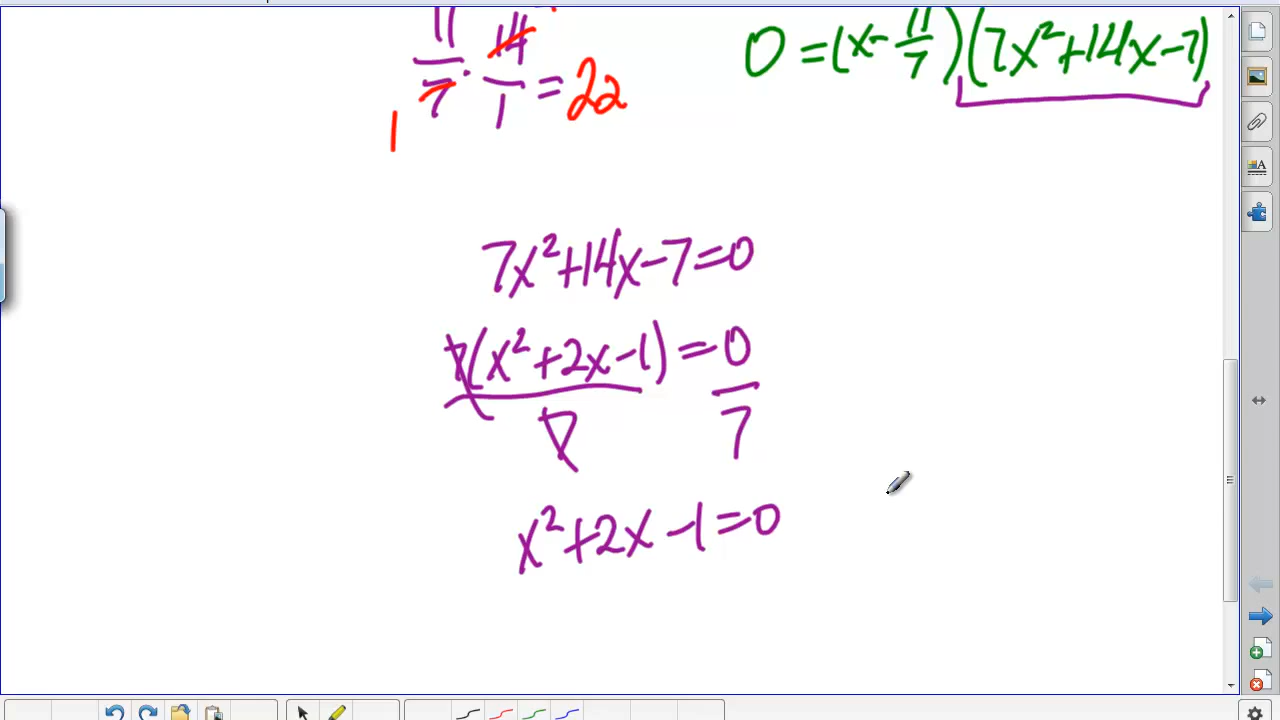 11/7 · 14/1 = 22
1
0 = (x - 11/7)(7x² + 14x - 7)
7x² + 14x - 7 = 0
7(x² + 2x - 1)/7 = 0/7
x² + 2x - 1 = 0